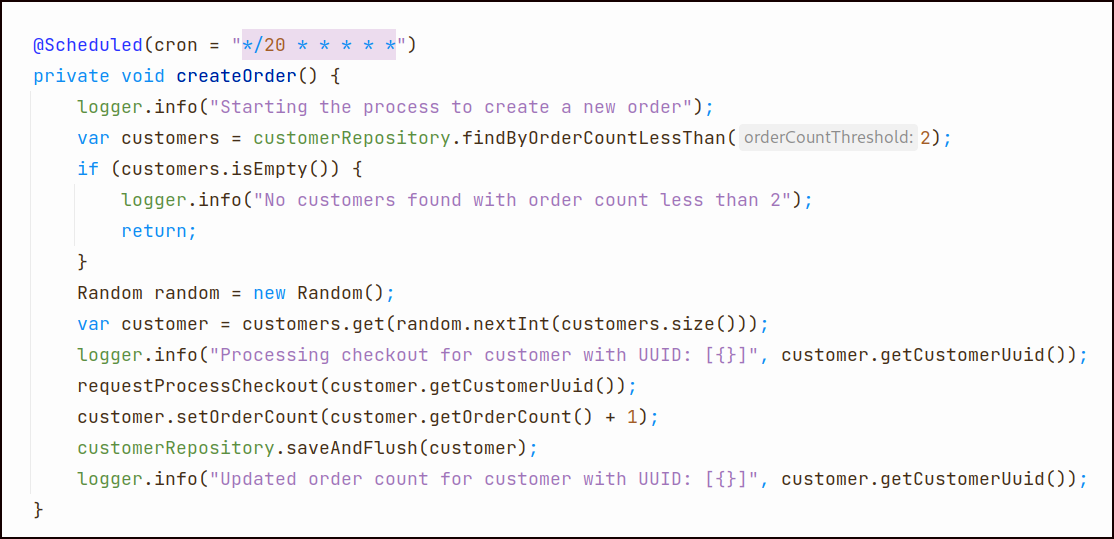 @Scheduled(cron = "*/20 * * * * *")
private void createOrder() {
logger.info("Starting the process to create a new order");
var customers = customerRepository.findByOrderCountLessThan( orderCountThreshold: 2);
if (customers.isEmpty()) {
logger.info("No customers found with order count less than 2");
return;
}
Random random = new Random();
var customer = customers.get(random.nextInt(customers.size()));
logger.info("Processing checkout for customer with UUID: [{}]", customer.getCustomerUuid());
requestProcessCheckout(customer.getCustomerUuid());
customer.setOrderCount(customer.getOrderCount() + 1);
customerRepository.saveAndFlush(customer);
logger.info("Updated order count for customer with UUID: [{}]", customer.getCustomerUuid());
}